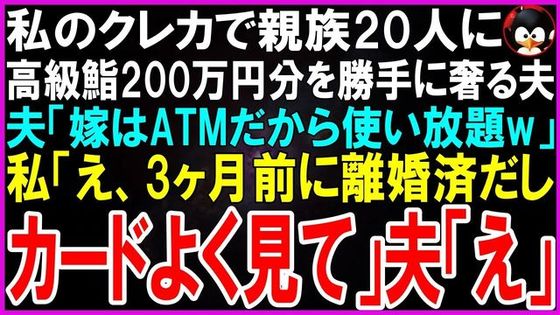 私のクレカで親族20人に
高級鮨200万円分を勝手に奢る夫
夫「嫁はATMだから使い放題w」
私「え、3ヶ月前に離婚済だし
カードよく見て」夫「え」